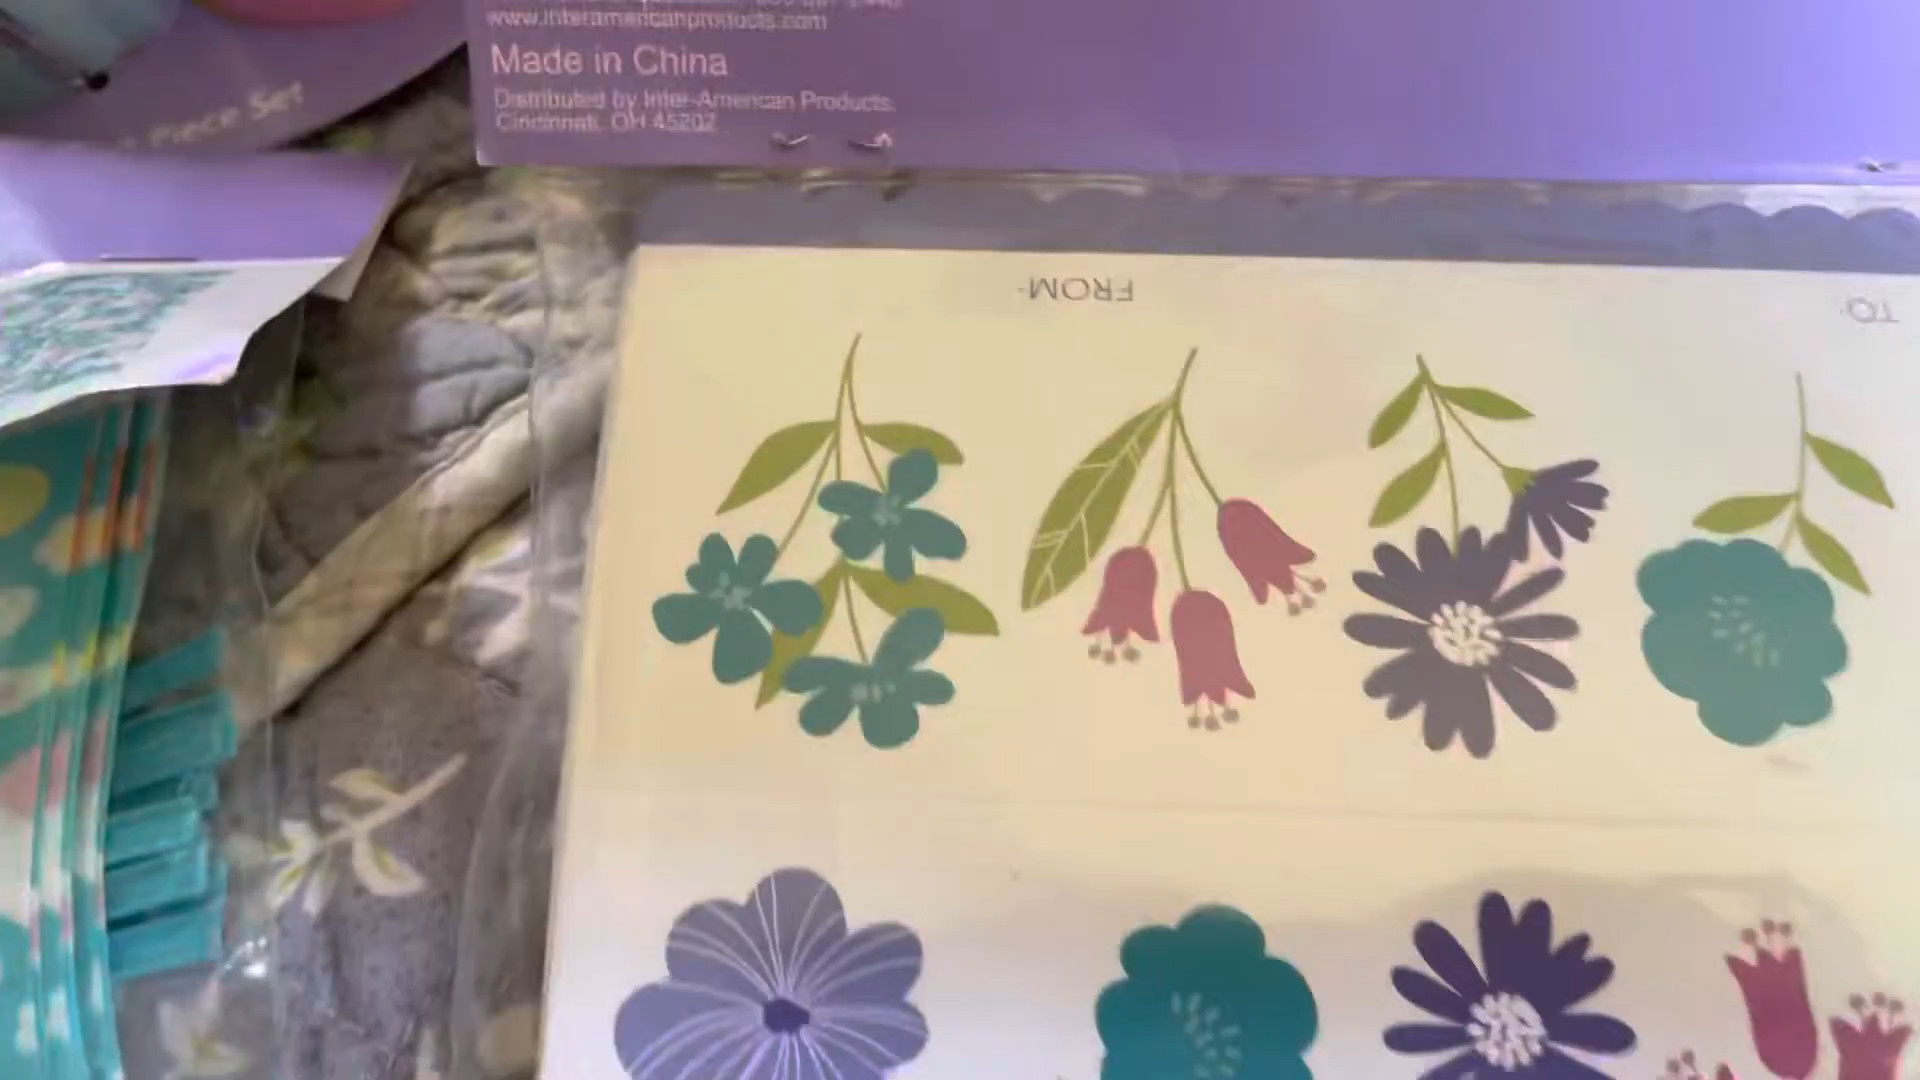 www.interamericanproducts.com
Made in China
Distributed by Inter-American Products,
Cincinnati, OH 45202
Piece Set
FROM:
TO: